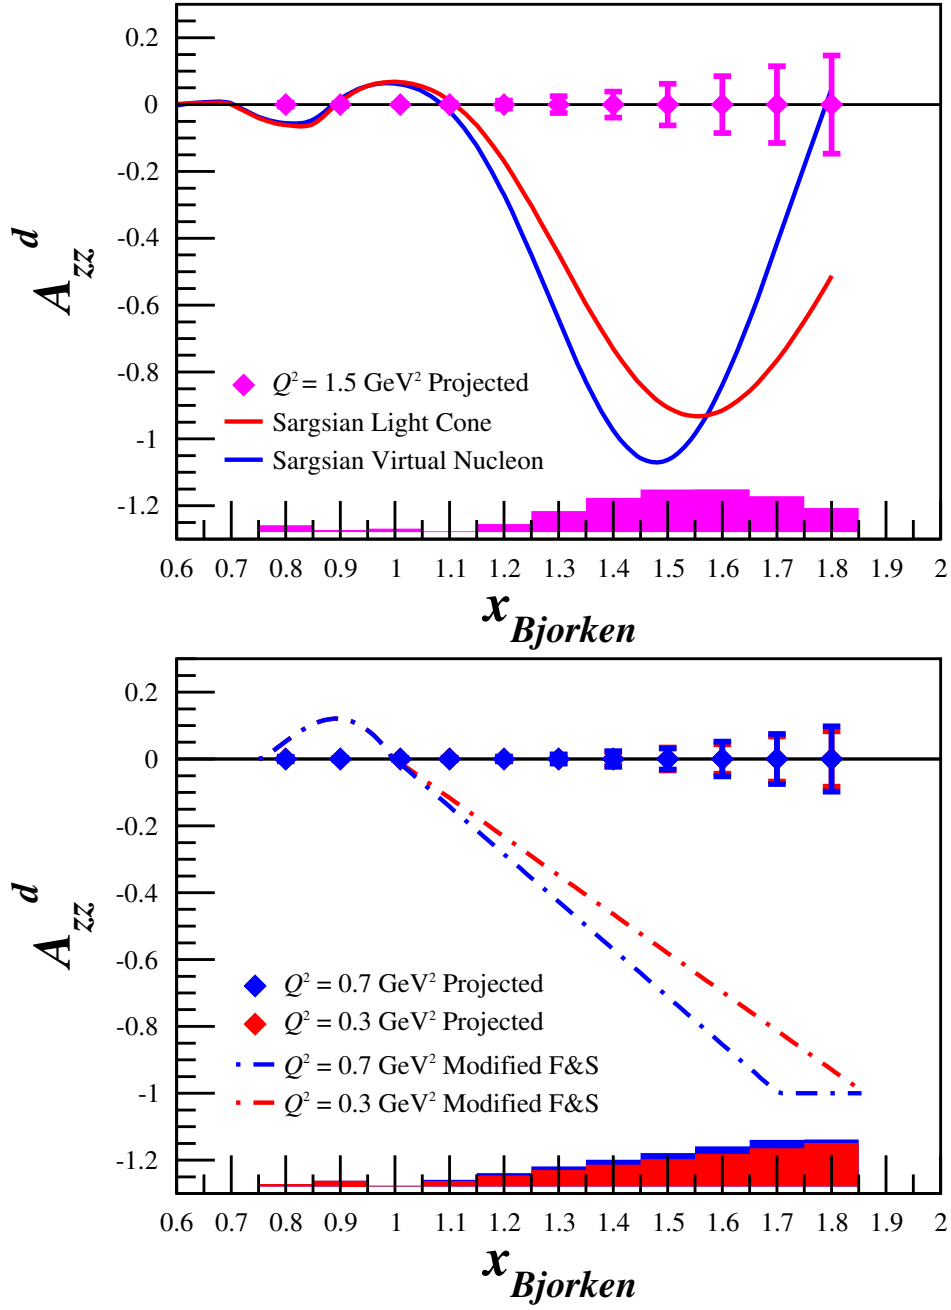 0.2
0
-0.2
-0.4
-0.6
-0.8
-1
-1.2
A_zz^d
Q² = 1.5 GeV² Projected
Sargsian Light Cone
Sargsian Virtual Nucleon
0.6 0.7 0.8 0.9 1 1.1 1.2 1.3 1.4 1.5 1.6 1.7 1.8 1.9 2
x_Bjorken
0.2
0
-0.2
-0.4
-0.6
-0.8
-1
-1.2
A_zz^d
Q² = 0.7 GeV² Projected
Q² = 0.3 GeV² Projected
Q² = 0.7 GeV² Modified F&S
Q² = 0.3 GeV² Modified F&S
0.6 0.7 0.8 0.9 1 1.1 1.2 1.3 1.4 1.5 1.6 1.7 1.8 1.9 2
x_Bjorken